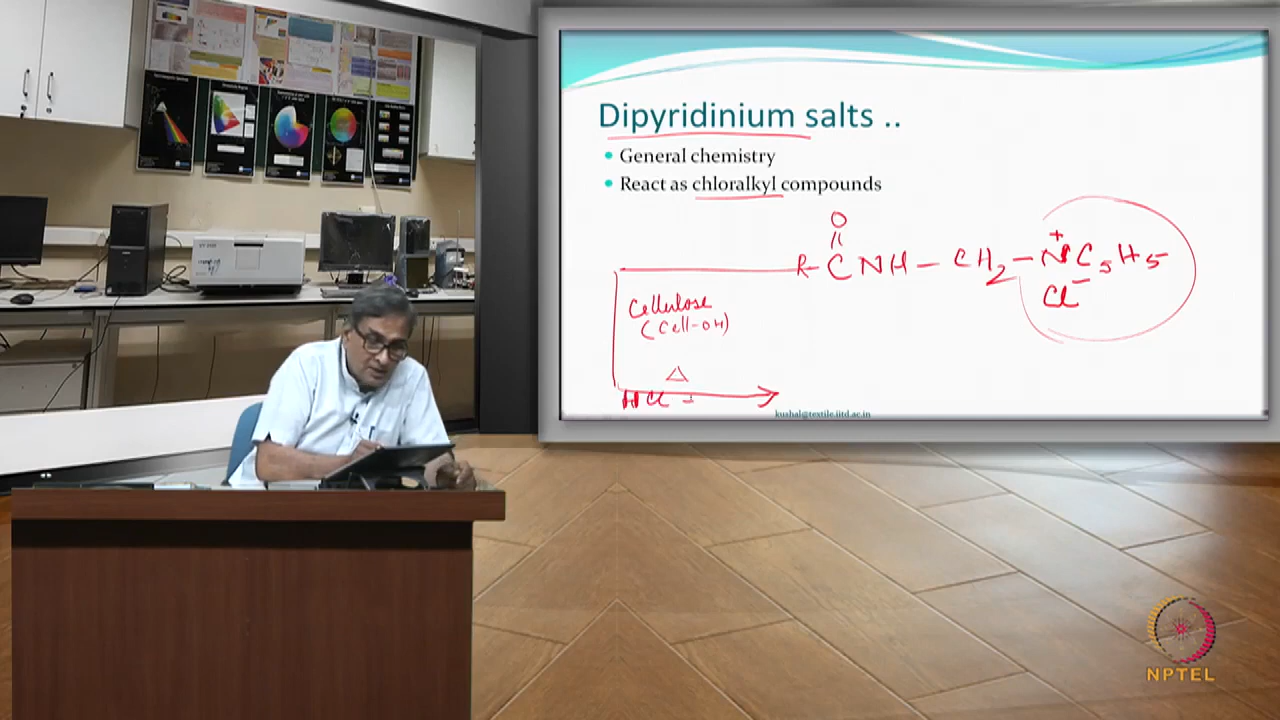 Dipyridinium salts ..
• General chemistry
• React as chloralkyl compounds
O
||
R-CNH-CH2-N+C5H5
Cl-
Cellulose
(Cell-OH)
Δ
HCl
kushal@textile.iitd.ac.in
NPTEL